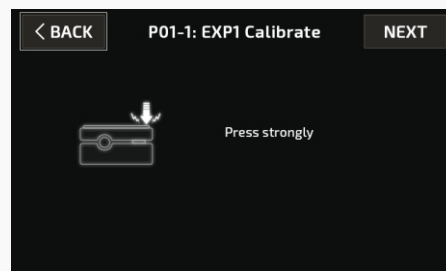 < BACK
P01-1: EXP1 Calibrate
NEXT
Press strongly